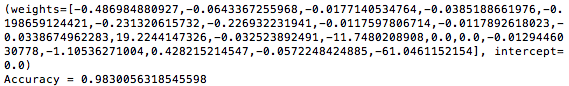 (weights=[-0.486984880927,-0.0643367255968,-0.0177140534764,-0.0385188661976,-0.
198659124421,-0.231320615732,-0.226932231941,-0.0117597806714,-0.0117892618023,-
0.0338674962283,19.2244147326,-0.032523892491,-11.7480208908,0.0,0.0,-0.01294460
30778,-1.10536271004,0.428215214547,-0.0572248424885,-61.0461152154], intercept=
0.0)
Accuracy = 0.9830056318545598